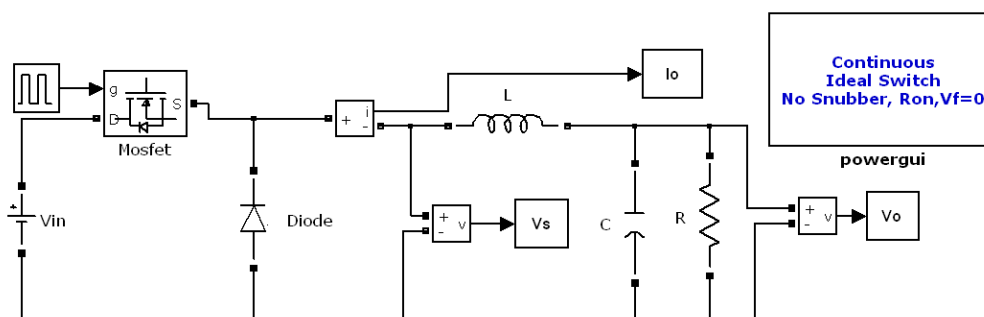 Continuous
Ideal Switch
No Snubber, Ron,Vf=0
powergui
g
D
S
Mosfet
+
i
-
Io
L
+
Vin
Diode
+
-
v
Vs
C
R
+
-
v
Vo